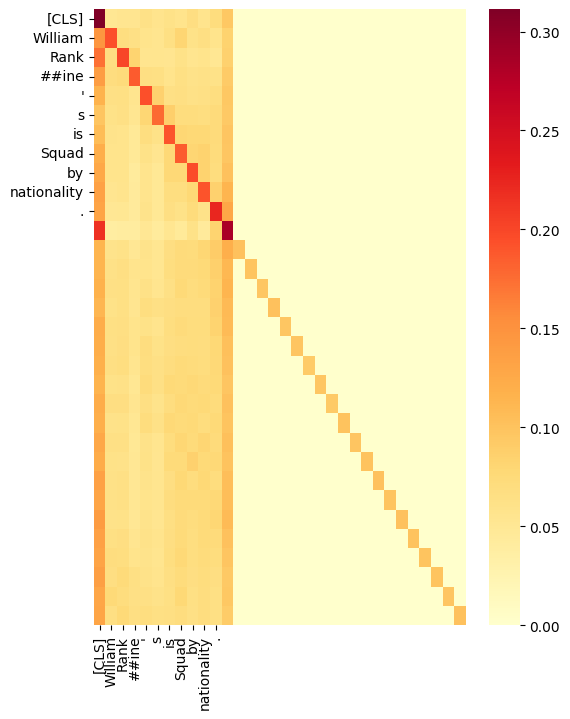 [CLS]
William
Rank
##ine
'
s
is
Squad
by
nationality
.
0.30
0.25
0.20
0.15
0.10
0.05
0.00
[CLS]
William
Rank
##ine
'
s
is
Squad
by
nationality
.